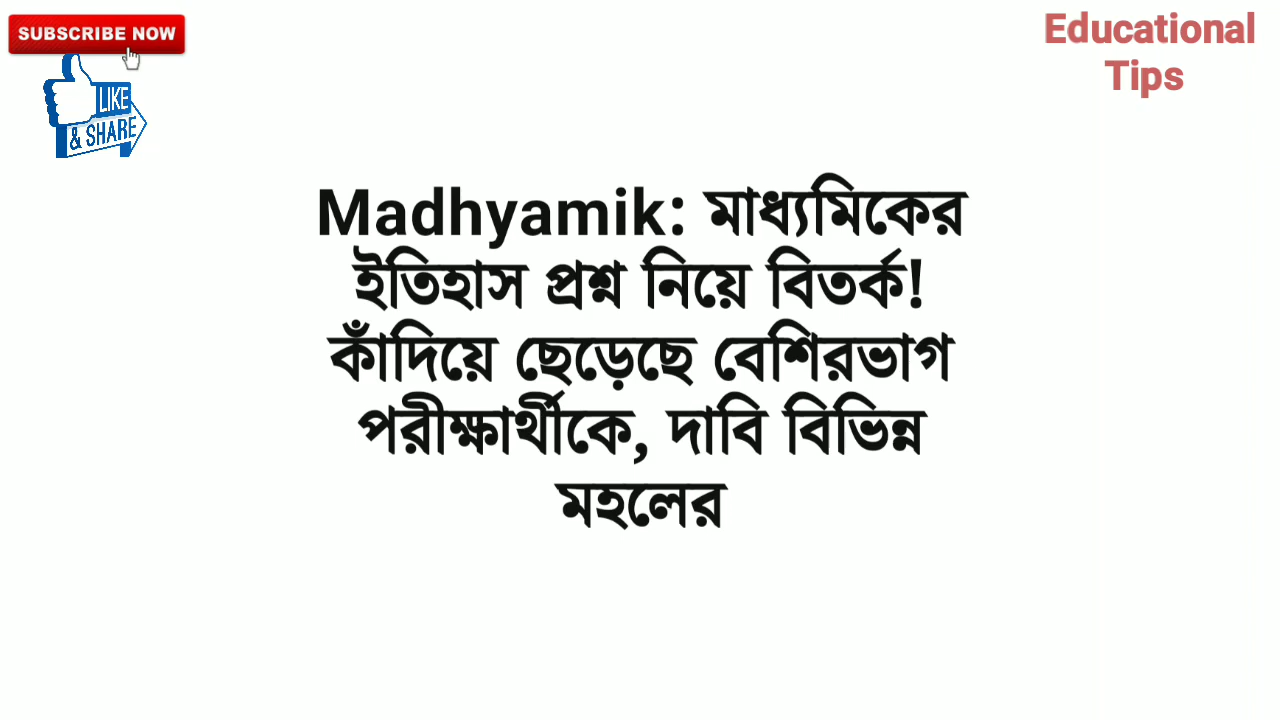 SUBSCRIBE NOW
LIKE
& SHARE
Educational
Tips
Madhyamik: মাধ্যমিকের
ইতিহাস প্রশ্ন নিয়ে বিতর্ক!
কাঁদিয়ে ছেড়েছে বেশিরভাগ
পরীক্ষার্থীকে, দাবি বিভিন্ন
মহলের